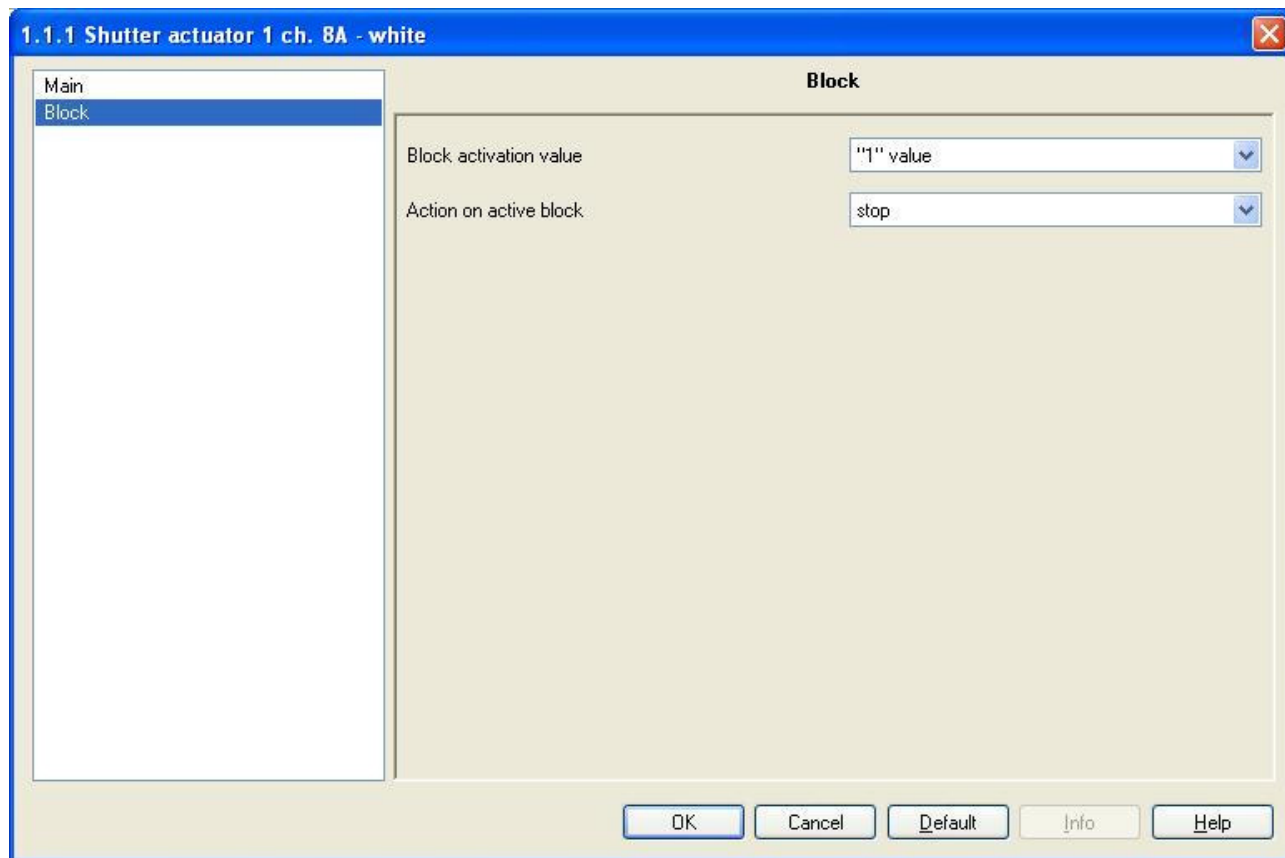 1.1.1 Shutter actuator 1 ch. 8A - white
Main
Block
Block
Block activation value
"1" value
Action on active block
stop
OK
Cancel
Default
Info
Help